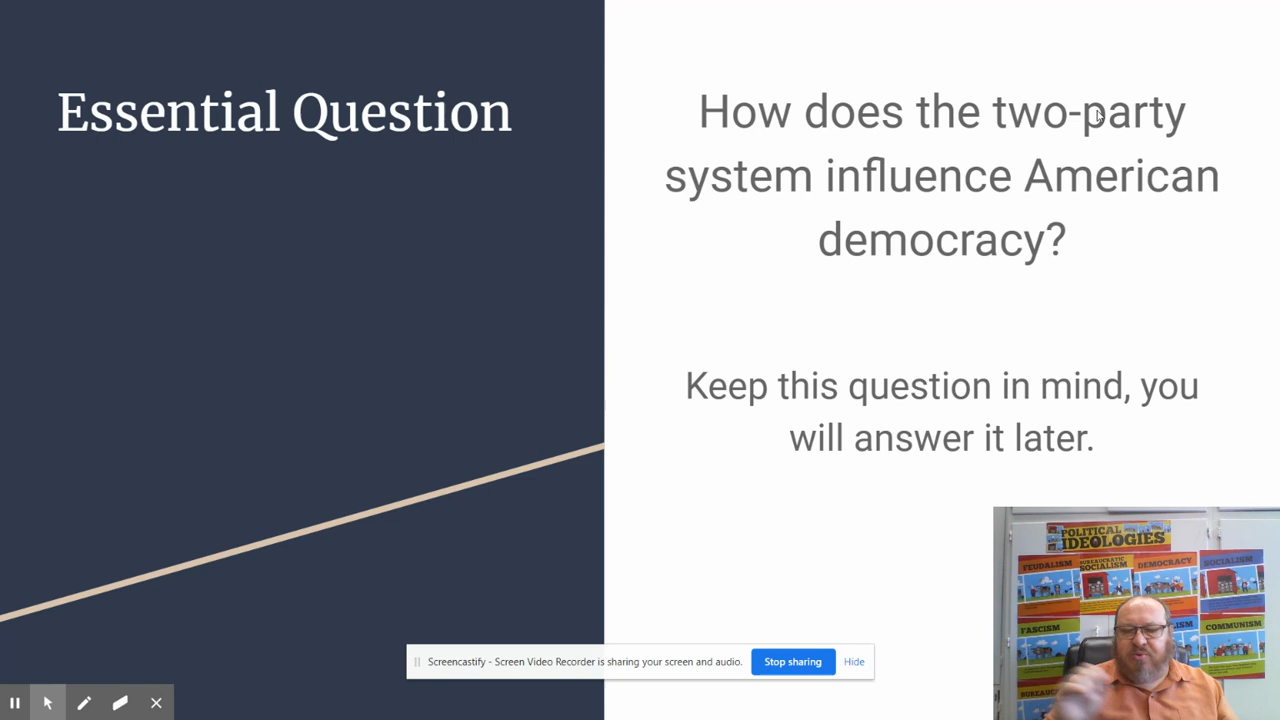 Essential Question
How does the two-party
system influence American
democracy?
Keep this question in mind, you
will answer it later.
POLITICAL
IDEOLOGIES
FEUDALISM
BUREAUCRATIC
SOCIALISM
DEMOCRACY
SOCIALISM
FASCISM
COMMUNISM
Screencastify - Screen Video Recorder is sharing your screen and audio.
Stop sharing
Hide